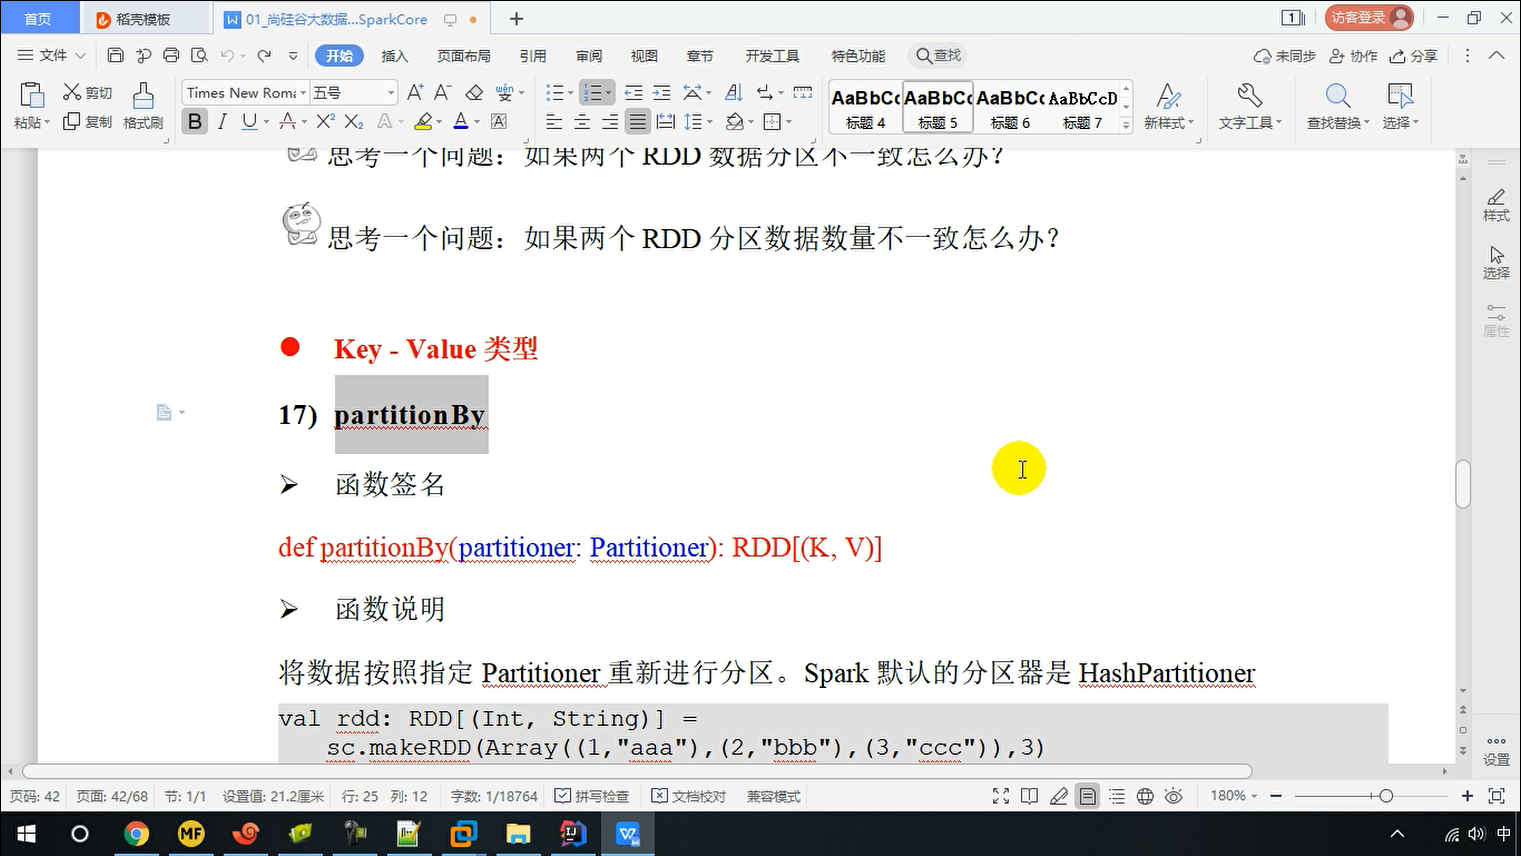 首页
稻壳模板
01_尚硅谷大数据...SparkCore
访客登录
文件
开始
插入
页面布局
引用
审阅
视图
章节
开发工具
特色功能
查找
未同步
协作
分享
粘贴
剪切
复制
格式刷
Times New Roma
五号
AaBbCc
标题 4
AaBbCc
标题 5
AaBbCc
标题 6
AaBbCcD
标题 7
新样式
文字工具
查找替换
选择
思考一个问题：如果两个 RDD 数据分区不一致怎么办？
思考一个问题：如果两个 RDD 分区数据数量不一致怎么办？
Key - Value 类型
17) partitionBy
函数签名
def partitionBy(partitioner: Partitioner): RDD[(K, V)]
函数说明
将数据按照指定 Partitioner 重新进行分区。Spark 默认的分区器是 HashPartitioner
val rdd: RDD[(Int, String)] =
sc.makeRDD(Array((1,"aaa"),(2,"bbb"),(3,"ccc")),3)
样式
选择
属性
设置
页码: 42
页面: 42/68
节: 1/1
设置值: 21.2厘米
行: 25
列: 12
字数: 1/18764
拼写检查
文档校对
兼容模式
180%
中